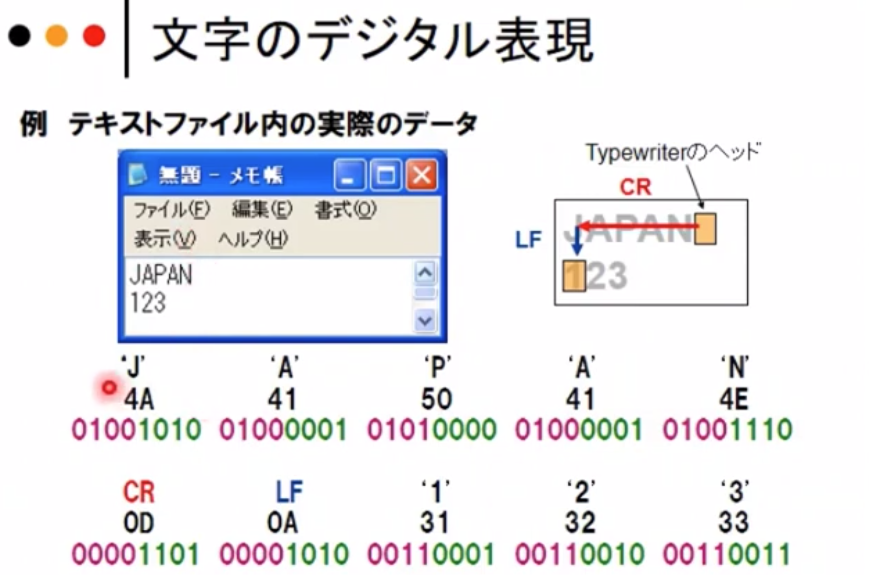 文字のデジタル表現
例 テキストファイル内の実際のデータ
無題 - メモ帳
ファイル(F) 編集(E) 書式(O)
表示(V) ヘルプ(H)
JAPAN
123
Typewriterのヘッド
CR
LF
JAPAN
123
'J' 'A' 'P' 'A' 'N'
4A 41 50 41 4E
01001010 01000001 01010000 01000001 01001110
CR LF '1' '2' '3'
0D 0A 31 32 33
00001101 00001010 00110001 00110010 00110011